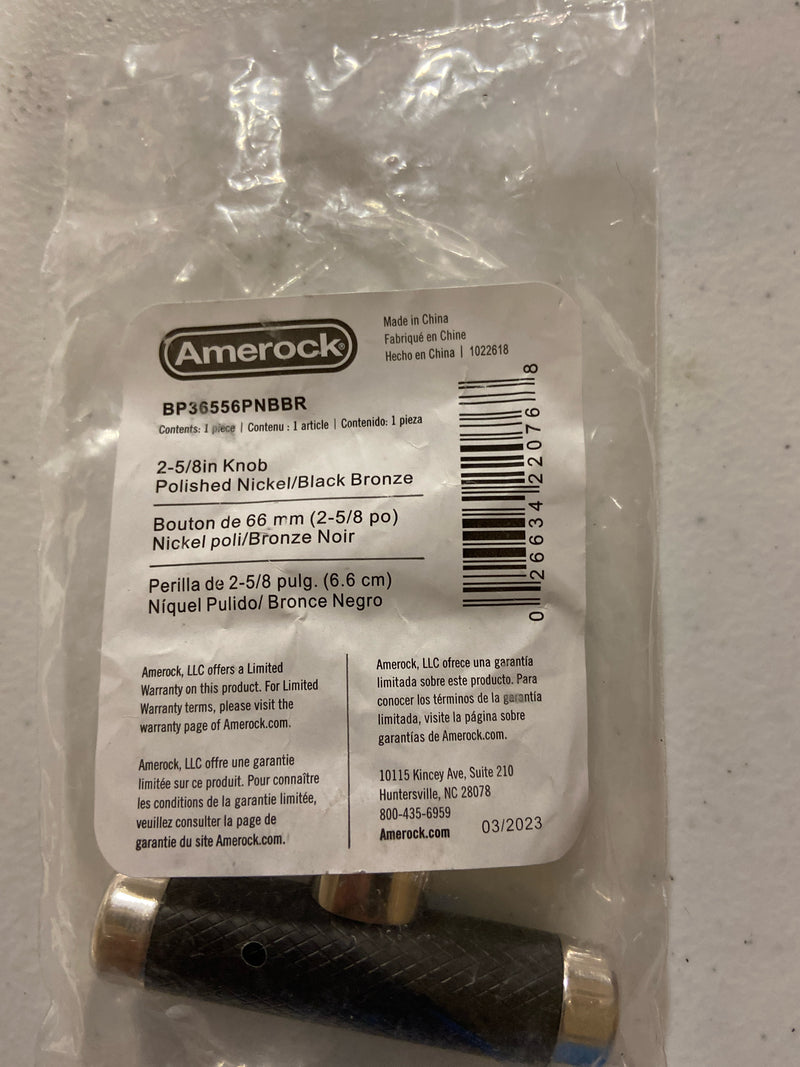 Amerock®
Made in China
Fabriqué en Chine
Hecho en China | 1022618
BP36556PNBBR
Contents: 1 piece | Contenu : 1 article | Contenido: 1 pieza
2-5/8in Knob
Polished Nickel/Black Bronze
Bouton de 66 mm (2-5/8 po)
Nickel poli/Bronze Noir
Perilla de 2-5/8 pulg. (6.6 cm)
Níquel Pulido/ Bronce Negro
0 26634 22076 8
Amerock, LLC offers a Limited
Warranty on this product. For Limited
Warranty terms, please visit the
warranty page of Amerock.com.
Amerock, LLC offre une garantie
limitée sur ce produit. Pour connaître
les conditions de la garantie limitée,
veuillez consulter la page de
garantie du site Amerock.com.
Amerock, LLC ofrece una garantía
limitada sobre este producto. Para
conocer los términos de la garantía
limitada, visite la página sobre
garantías de Amerock.com.
10115 Kincey Ave, Suite 210
Huntersville, NC 28078
800-435-6959
Amerock.com 03/2023